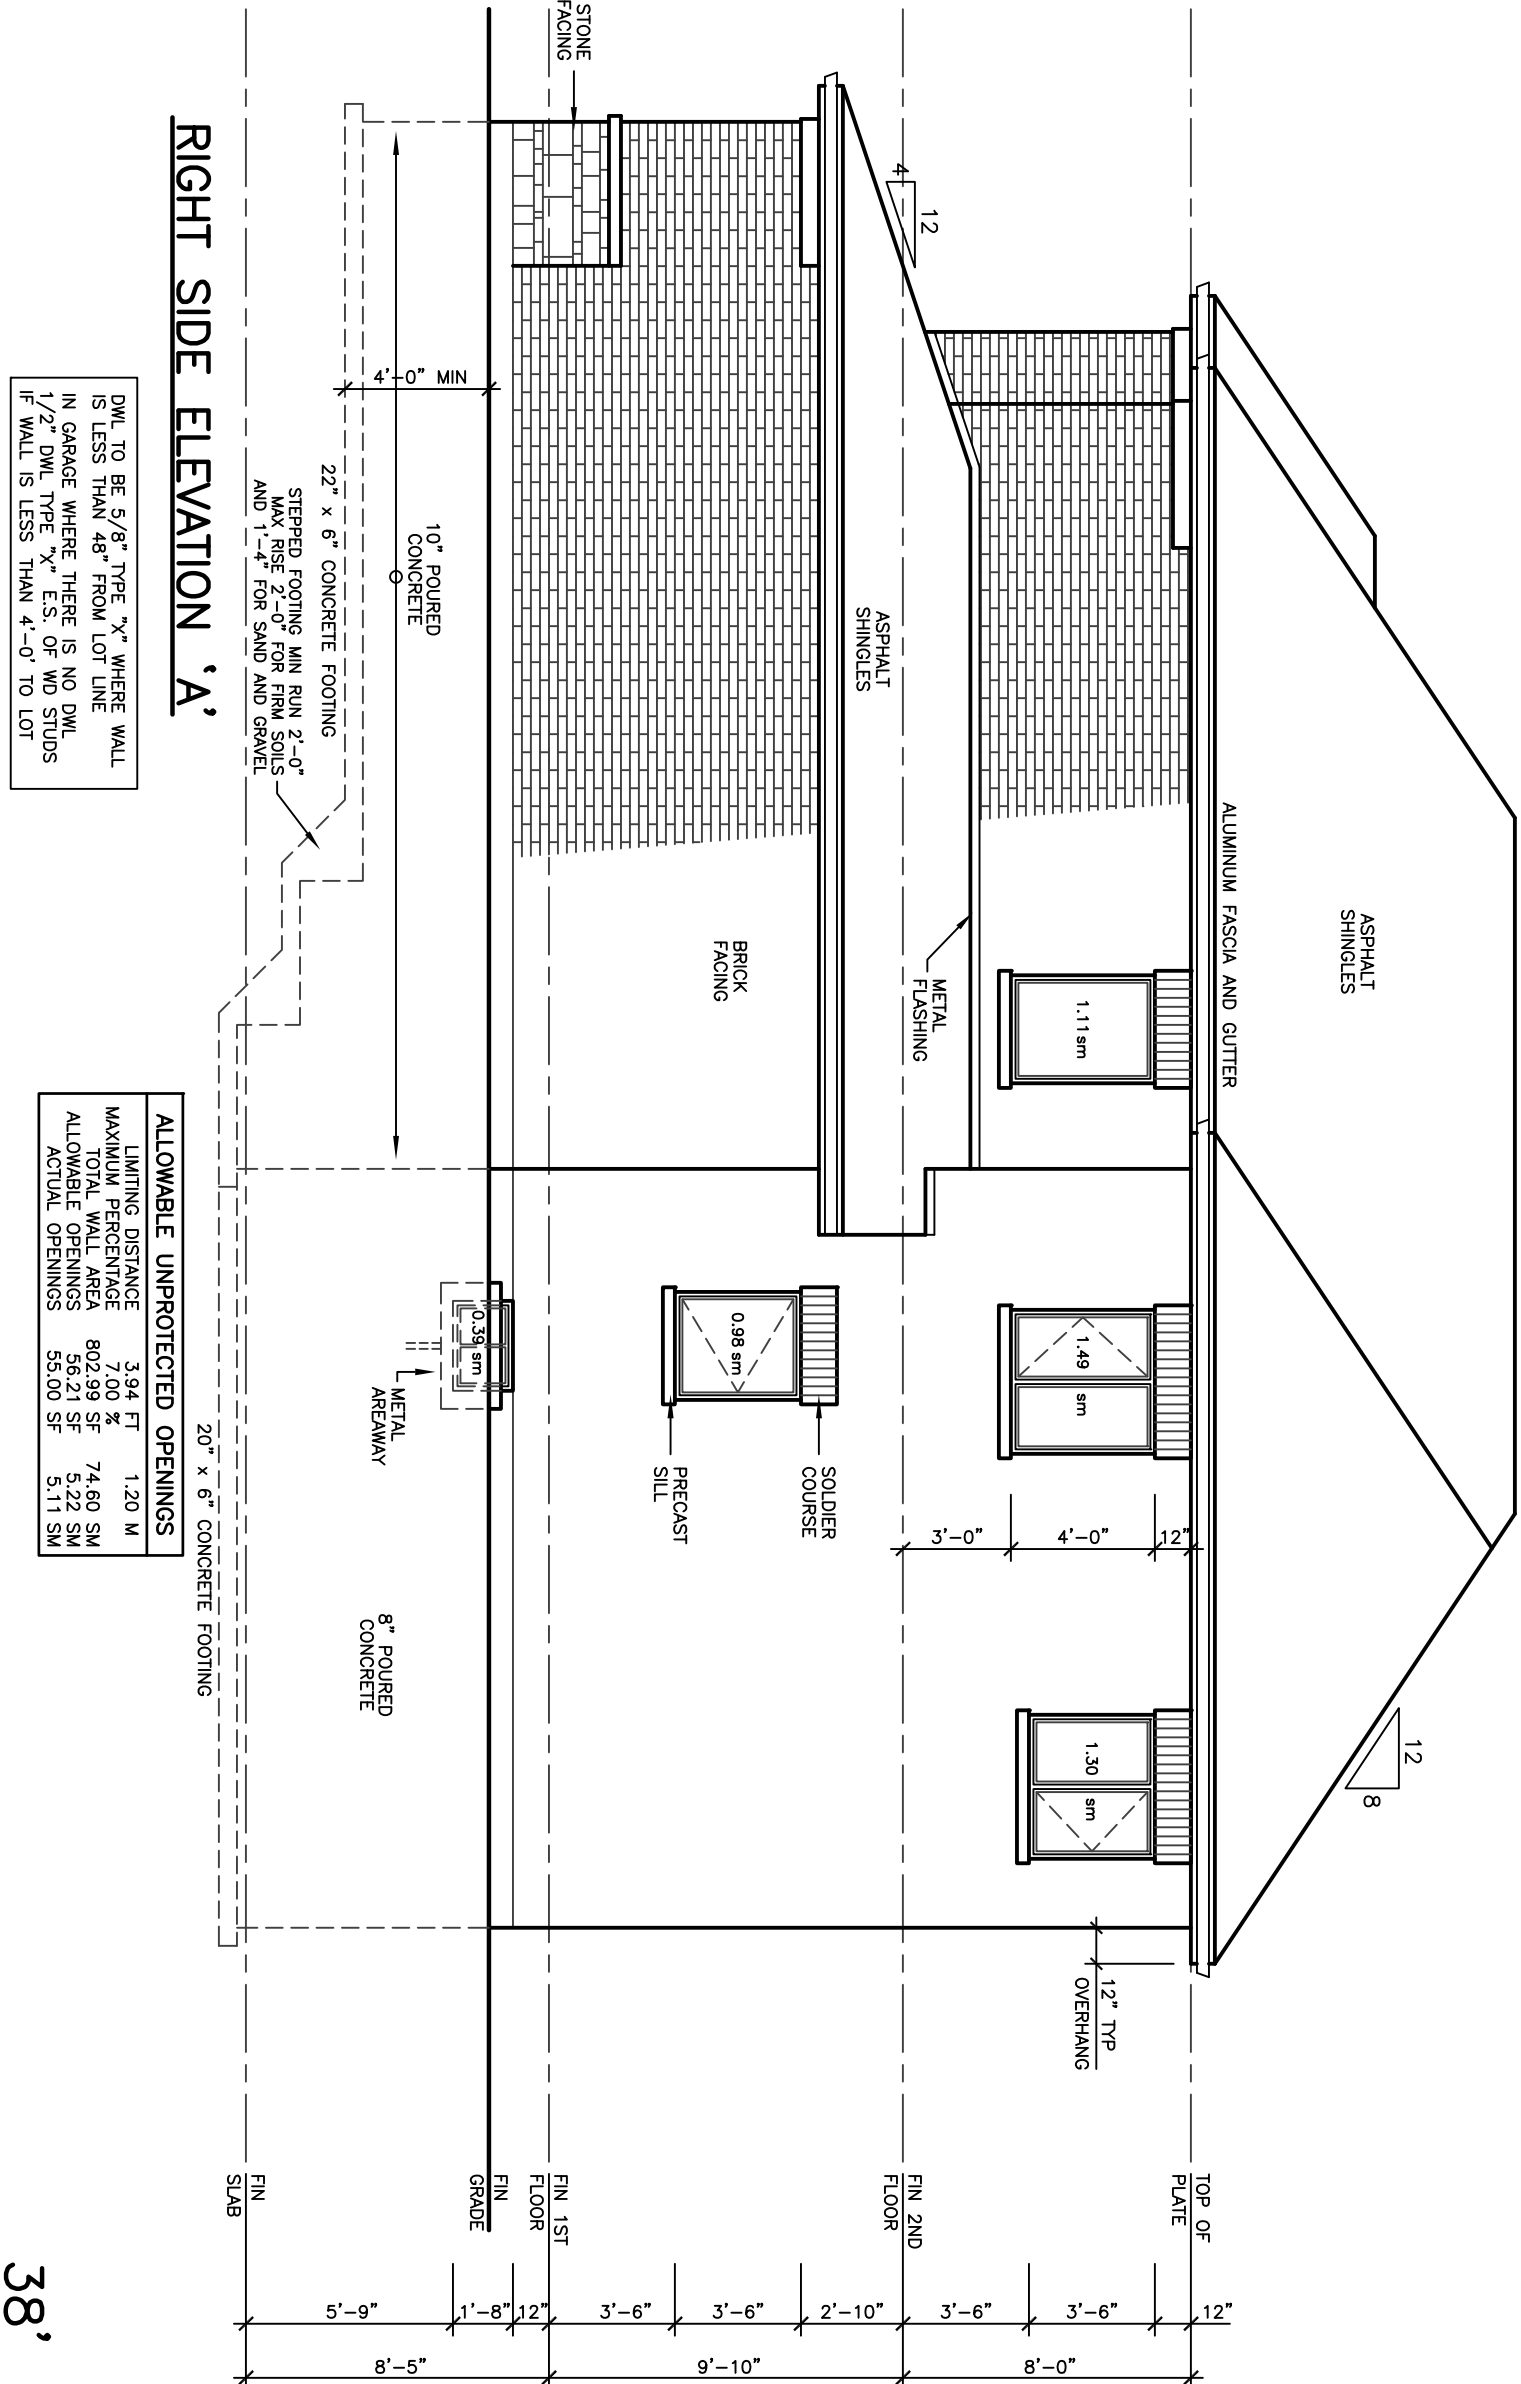 ASPHALT
SHINGLES
12
8
ALUMINUM FASCIA AND GUTTER
TOP OF
PLATE
12
4
1.11sm
1.49 sm
1.30 sm
12"
4'-0"
3'-0"
12" TYP
OVERHANG
METAL
FLASHING
ASPHALT
SHINGLES
FIN 2ND
FLOOR
SOLDIER
COURSE
0.98 sm
PRECAST
SILL
BRICK
FACING
STONE
FACING
FIN 1ST
FLOOR
FIN
GRADE
0.39 sm
METAL
AREAWAY
4'-0" MIN
10" POURED
CONCRETE
8" POURED
CONCRETE
22" x 6" CONCRETE FOOTING
STEPPED FOOTING MIN RUN 2'-0"
MAX RISE 2'-0" FOR FIRM SOILS
AND 1'-4" FOR SAND AND GRAVEL
FIN
SLAB
20" x 6" CONCRETE FOOTING
12"
3'-6"
3'-6"
2'-10"
3'-6"
3'-6"
12"
1'-8"
5'-9"
8'-0"
9'-10"
8'-5"
RIGHT SIDE ELEVATION 'A'
DWL TO BE 5/8" TYPE "X" WHERE WALL
IS LESS THAN 48" FROM LOT LINE
IN GARAGE WHERE THERE IS NO DWL
1/2" DWL TYPE "X" E.S. OF WD STUDS
IF WALL IS LESS THAN 4'-0' TO LOT
ALLOWABLE UNPROTECTED OPENINGS
LIMITING DISTANCE 3.94 FT 1.20 M
MAXIMUM PERCENTAGE 7.00 %
TOTAL WALL AREA 802.99 SF 74.60 SM
ALLOWABLE OPENINGS 56.21 SF 5.22 SM
ACTUAL OPENINGS 55.00 SF 5.11 SM
38'